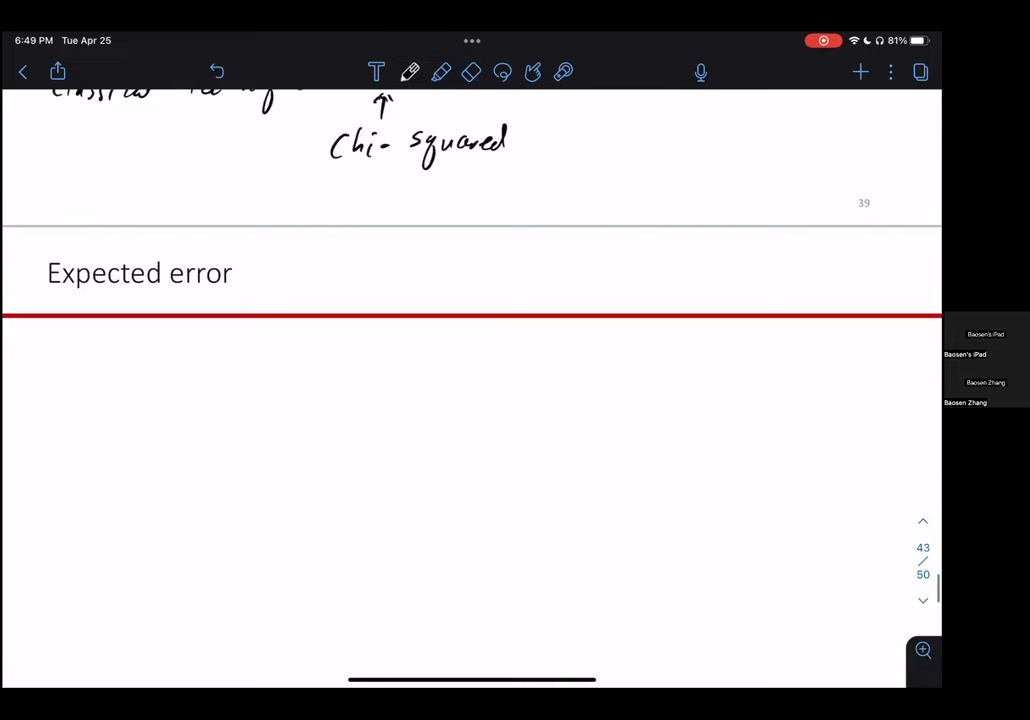 6:49 PM Tue Apr 25
81%
Classical
Chi- squared
39
Expected error
Baosen's iPad
Baosen's iPad
Baosen Zhang
Baosen Zhang
43
50